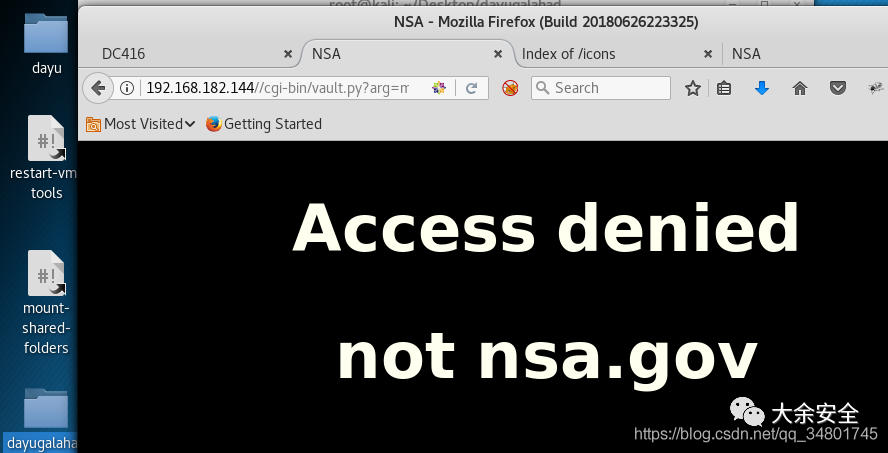 root@kali: ~/Desktop/dayugalahad
NSA - Mozilla Firefox (Build 20180626223325)
DC416
NSA
Index of /icons
NSA
192.168.182.144//cgi-bin/vault.py?arg=m
Search
Most Visited
Getting Started
dayu
#!
restart-vm
tools
#!
mount-
shared-
folders
dayugalaha
Access denied
not nsa.gov
大余安全
https://blog.csdn.net/qq_34801745